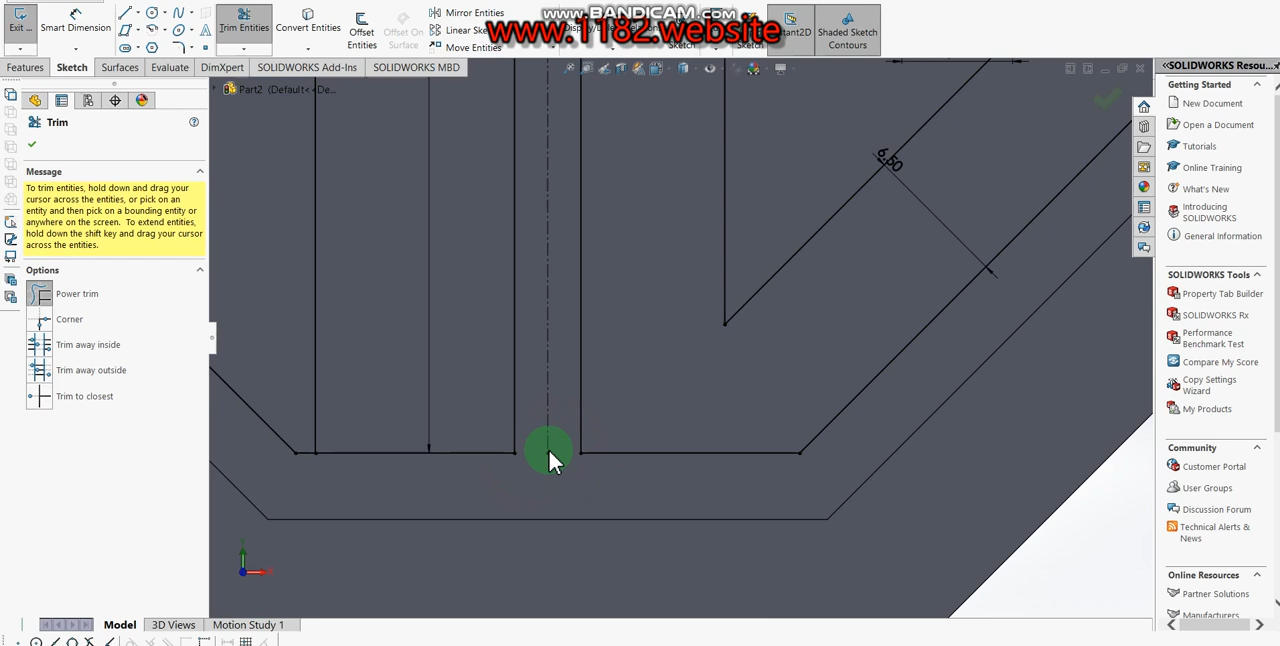 www.BANDICAM.com
www.1182.website
Exit ...
Smart Dimension
Trim Entities
Convert Entities
Offset
Entities
Offset On
Surface
Mirror Entities
Linear Sk
Move Entities
Shaded Sketch
Contours
Features
Sketch
Surfaces
Evaluate
DimXpert
SOLIDWORKS Add-Ins
SOLIDWORKS MBD
Part2 (Default<<De...
Trim
Message
To trim entities, hold down and drag your
cursor across the entities, or pick on an
entity and then pick on a bounding entity or
anywhere on the screen. To extend entities,
hold down the shift key and drag your cursor
across the entities.
Options
Power trim
Corner
Trim away inside
Trim away outside
Trim to closest
6.50
SOLIDWORKS Resou...
Getting Started
New Document
Open a Document
Tutorials
Online Training
What's New
Introducing
SOLIDWORKS
General Information
SOLIDWORKS Tools
Property Tab Builder
SOLIDWORKS Rx
Performance
Benchmark Test
Compare My Score
Copy Settings
Wizard
My Products
Community
Customer Portal
User Groups
Discussion Forum
Technical Alerts &
News
Online Resources
Partner Solutions
Manufacturers
Model
3D Views
Motion Study 1